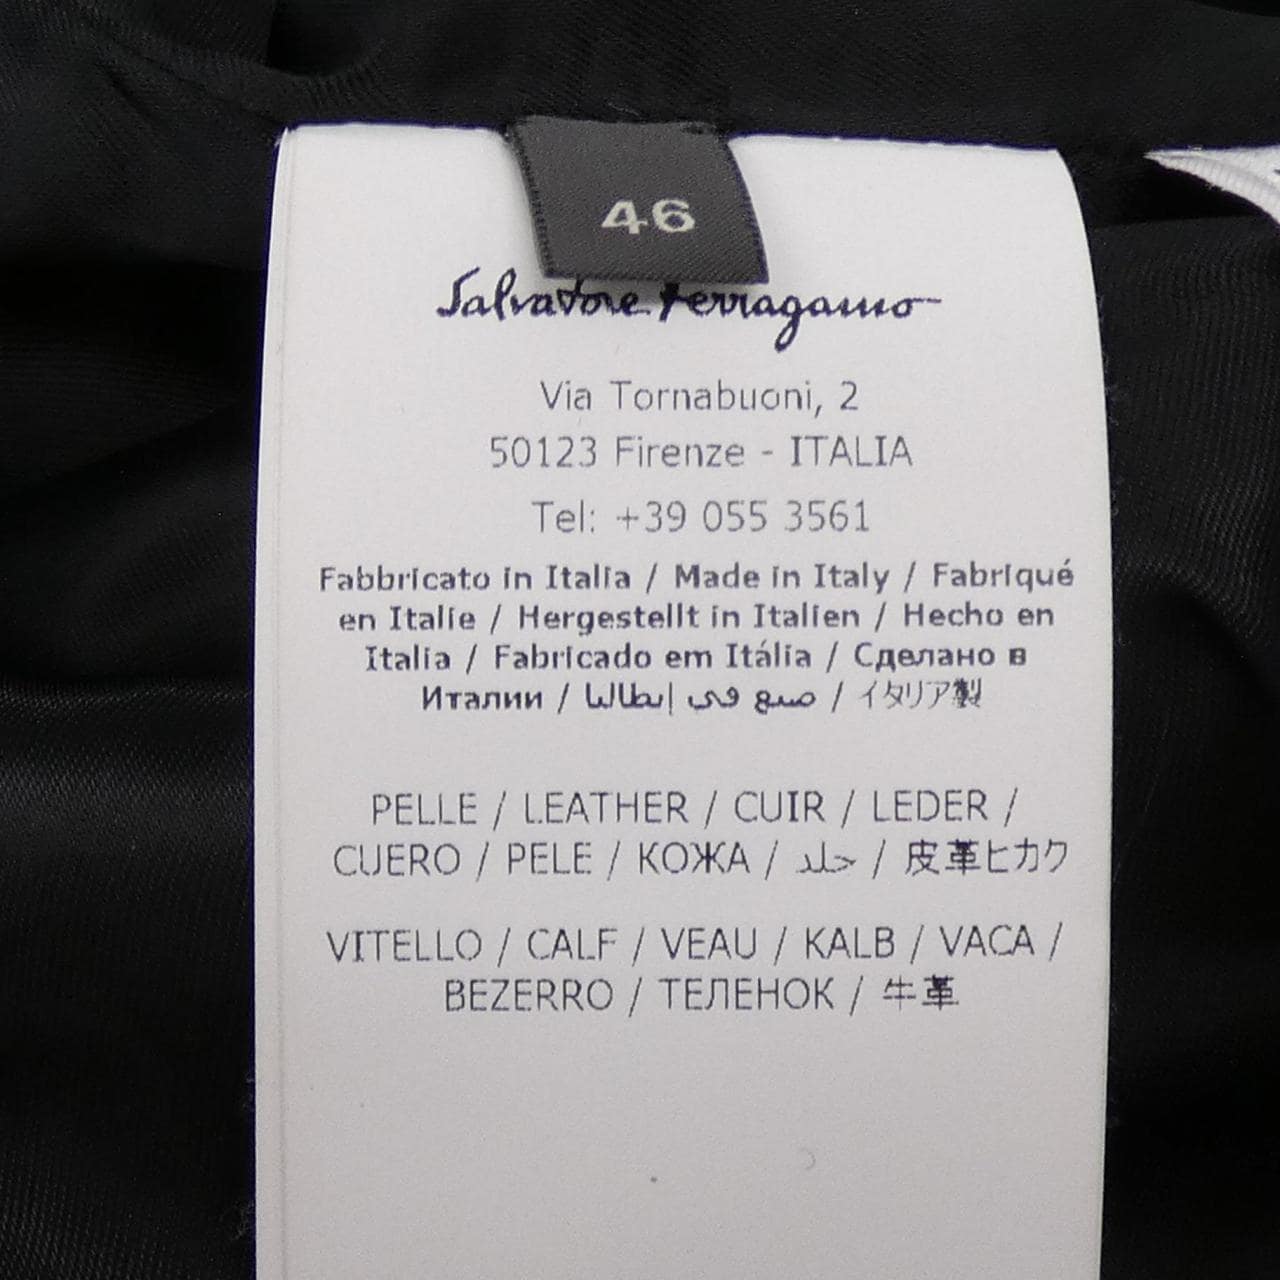 46
Salvatore Ferragamo
Via Tornabuoni, 2
50123 Firenze - ITALIA
Tel: +39 055 3561
Fabbricato in Italia / Made in Italy / Fabriqué
en Italie / Hergestellt in Italien / Hecho en
Italia / Fabricado em Itália / Сделано в
Италии / صنع في إيطاليا / イタリア製
PELLE / LEATHER / CUIR / LEDER /
CUERO / PELE / КОЖА / جلد / 皮革ヒカク
VITELLO / CALF / VEAU / KALB / VACA /
BEZERRO / ТЕЛЕНОК / 牛革